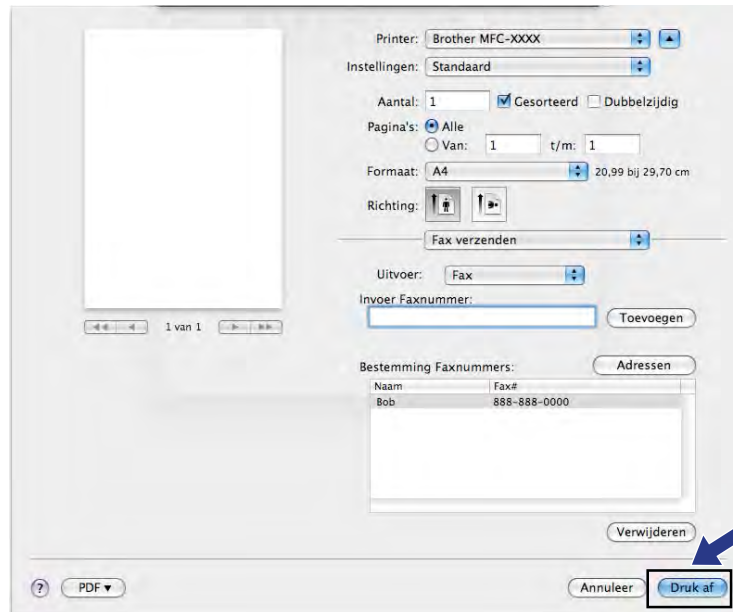 Printer: Brother MFC-XXXX
Instellingen: Standaard
Aantal: 1 Gesorteerd Dubbelzijdig
Pagina's: Alle
Van: 1 t/m: 1
Formaat: A4 20,99 bij 29,70 cm
Richting:
Fax verzenden
Uitvoer: Fax
Invoer Faxnummer:
Toevoegen
1 van 1
Bestemming Faxnummers: Adressen
Naam Fax#
Bob 888-888-0000
Verwijderen
? PDF▼ Annuleer Druk af